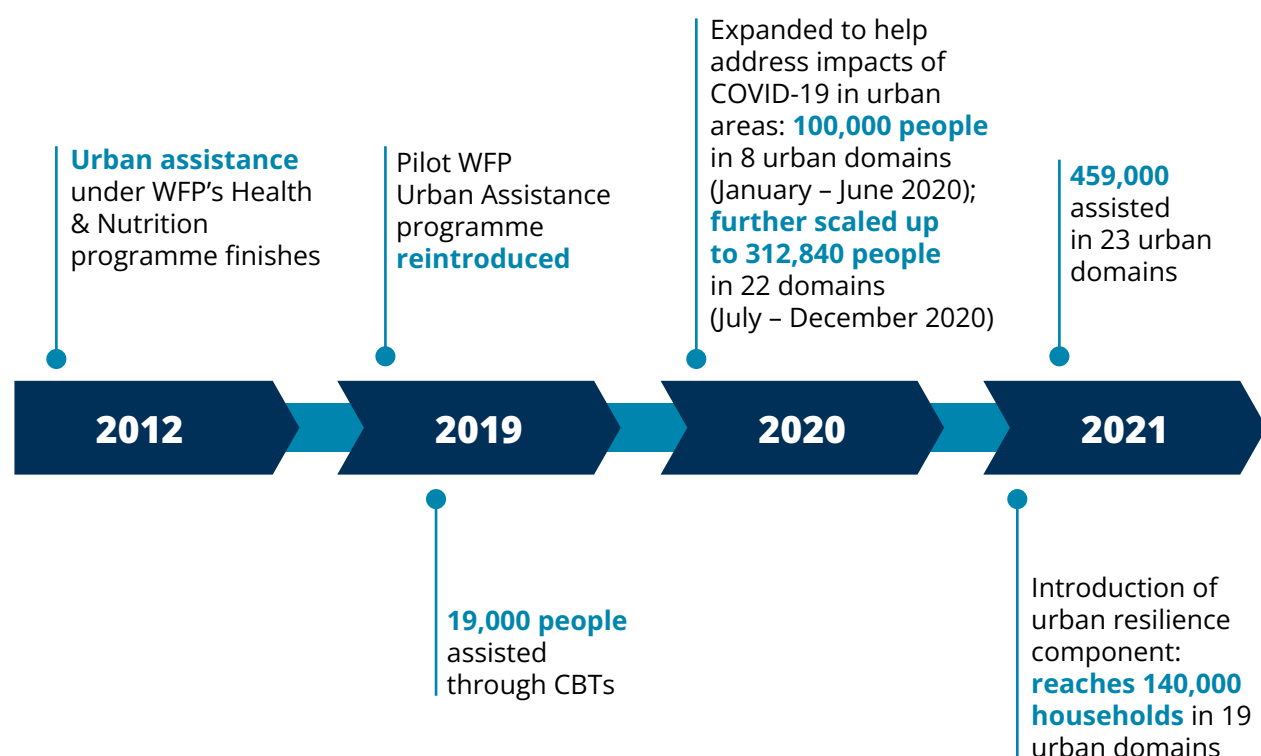 Urban assistance
under WFP’s Health
& Nutrition
programme finishes
Pilot WFP
Urban Assistance
programme
reintroduced
Expanded to help
address impacts of
COVID-19 in urban
areas: 100,000 people
in 8 urban domains
(January – June 2020);
further scaled up
to 312,840 people
in 22 domains
(July – December 2020)
459,000
assisted
in 23 urban
domains
2012
2019
2020
2021
19,000 people
assisted
through CBTs
Introduction of
urban resilience
component:
reaches 140,000
households in 19
urban domains